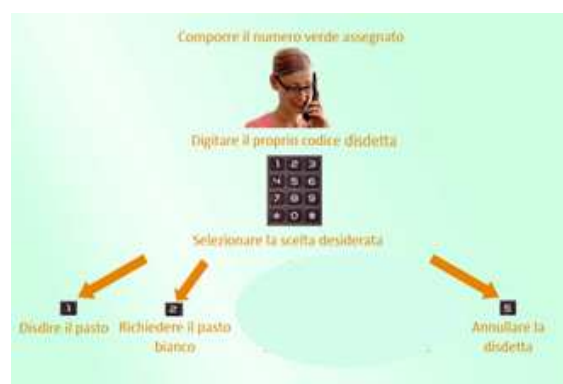 Comporre il numero verde assegnato
Digitare il proprio codice disdetta
1 2 3
4 5 6
7 8 9
* 0 #
Selezionare la scelta desiderata
1
Disdire il pasto
2
Richiedere il pasto
bianco
5
Annullare la
disdetta